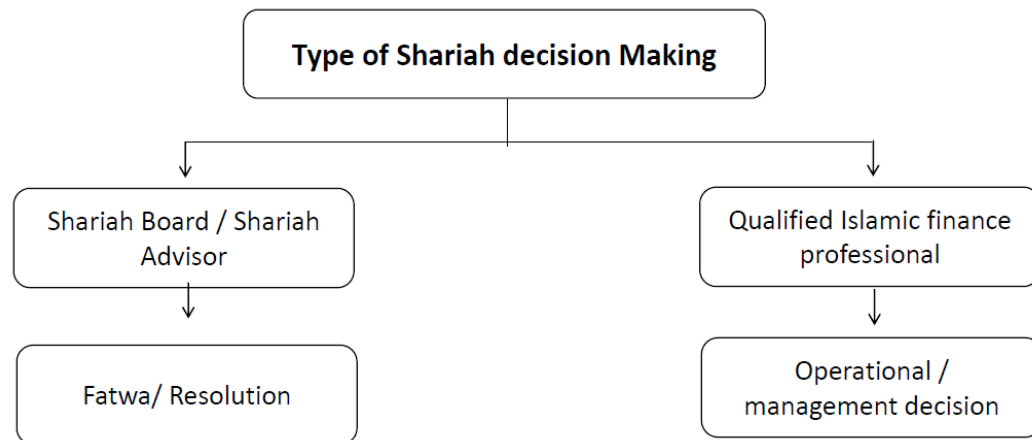 Type of Shariah decision Making
Shariah Board / Shariah
Advisor
Qualified Islamic finance
professional
Fatwa/ Resolution
Operational /
management decision